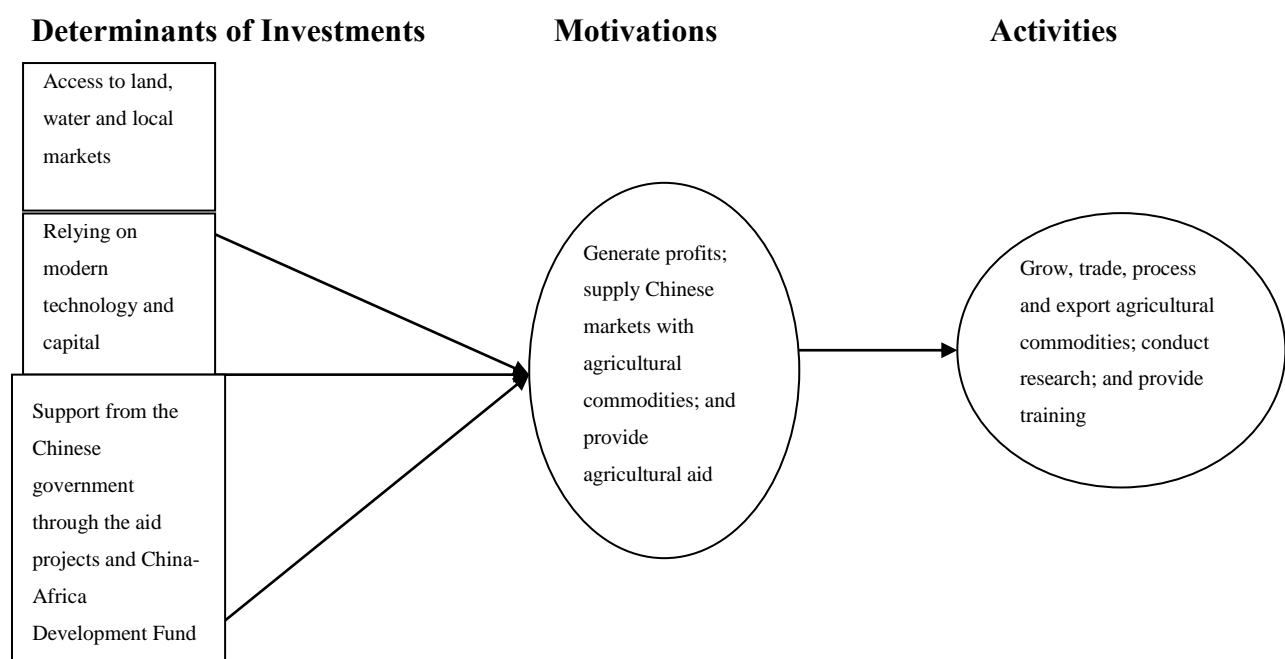 Determinants of Investments
Motivations
Activities
Access to land,
water and local
markets
Relying on
modern
technology and
capital
Support from the
Chinese
government
through the aid
projects and China-
Africa
Development Fund
Generate profits;
supply Chinese
markets with
agricultural
commodities; and
provide
agricultural aid
Grow, trade, process
and export agricultural
commodities; conduct
research; and provide
training